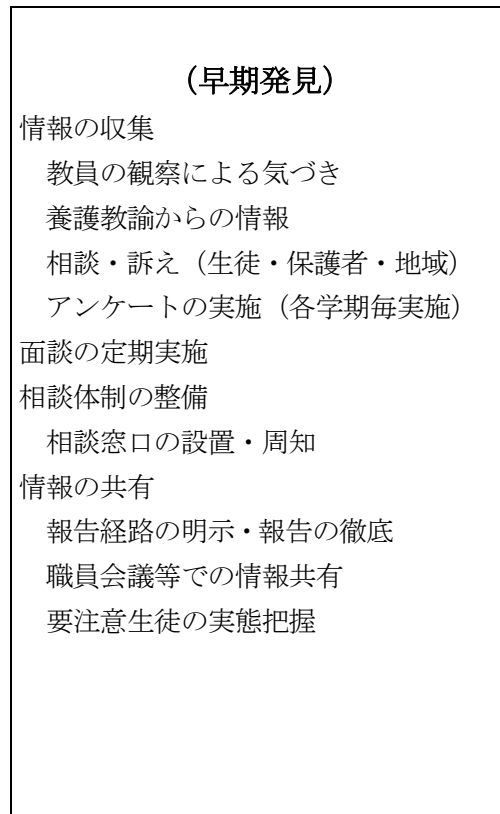 （早期発見）
情報の収集
教員の観察による気づき
養護教諭からの情報
相談・訴え（生徒・保護者・地域）
アンケートの実施（各学期毎実施）
面談の定期実施
相談体制の整備
相談窓口の設置・周知
情報の共有
報告経路の明示・報告の徹底
職員会議等での情報共有
要注意生徒の実態把握